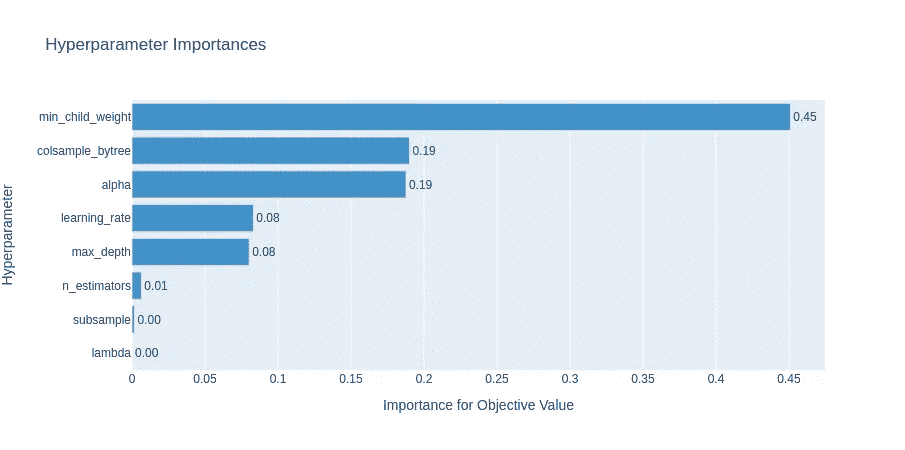 Hyperparameter Importances
Hyperparameter
min_child_weight 0.45
colsample_bytree 0.19
alpha 0.19
learning_rate 0.08
max_depth 0.08
n_estimators 0.01
subsample 0.00
lambda 0.00
0 0.05 0.1 0.15 0.2 0.25 0.3 0.35 0.4 0.45
Importance for Objective Value